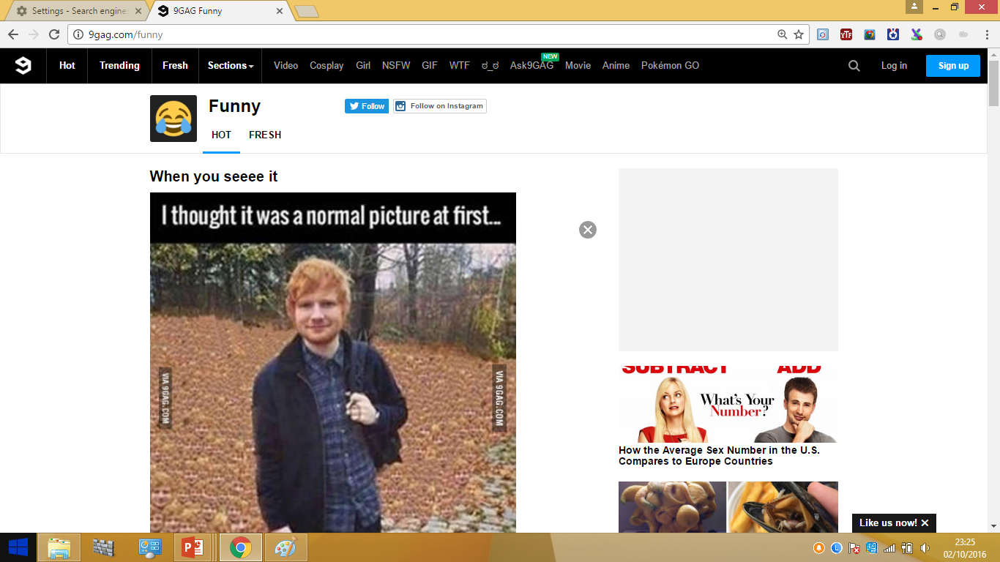 Settings - Search engine
9GAG Funny
9gag.com/funny
Hot
Trending
Fresh
Sections
Video
Cosplay
Girl
NSFW
GIF
WTF
ಠ_ಠ
Ask9GAG
NEW
Movie
Anime
Pokémon GO
Log in
Sign up
Funny
Follow
Follow on Instagram
HOT
FRESH
When you seeee it
I thought it was a normal picture at first...
VIA 9GAG.COM
VIA 9GAG.COM
SUBTRACT ADD
What's Your
Number?
How the Average Sex Number in the U.S.
Compares to Europe Countries
Like us now!
23:25
02/10/2016